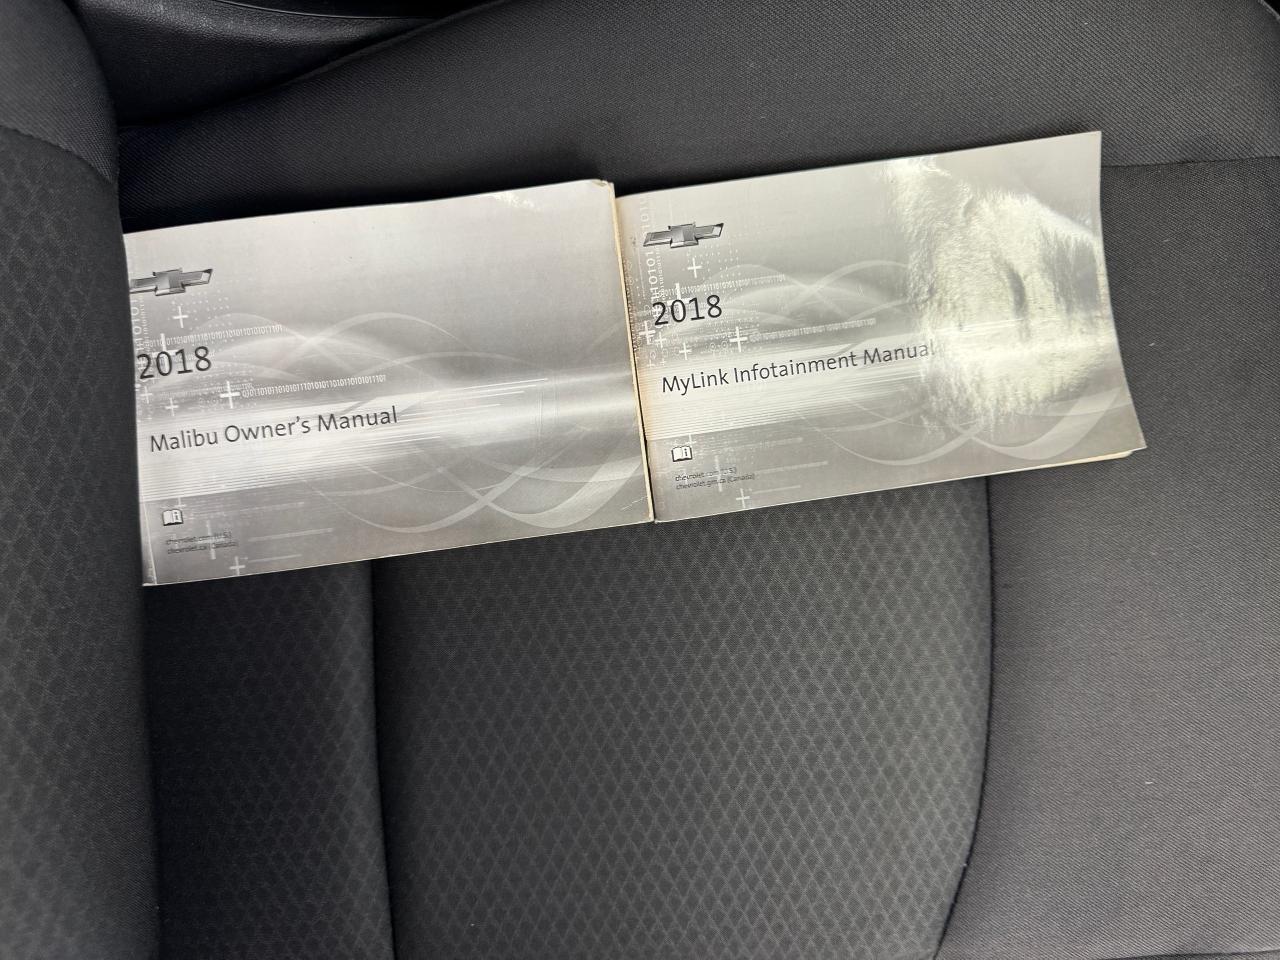 2018
Malibu Owner's Manual
chevrolet.com (U.S.)
chevrolet.ca (Canada)
2018
MyLink Infotainment Manual
chevrolet.com (U.S.)
chevrolet.gm.ca (Canada)